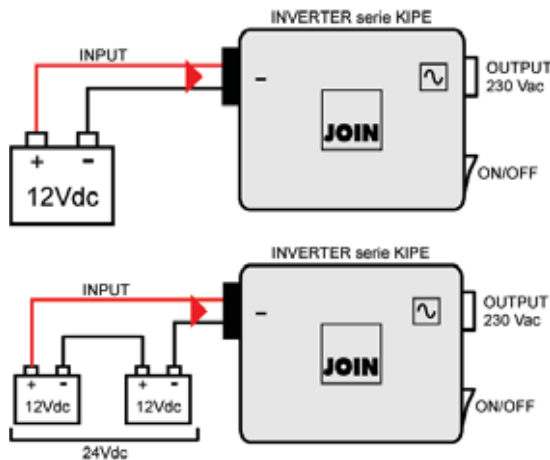 INVERTER serie KIPE
INPUT
OUTPUT
230 Vac
–
JOIN
+ -
12Vdc
ON/OFF
INVERTER serie KIPE
INPUT
OUTPUT
230 Vac
–
JOIN
+ - + -
12Vdc 12Vdc
ON/OFF
24Vdc